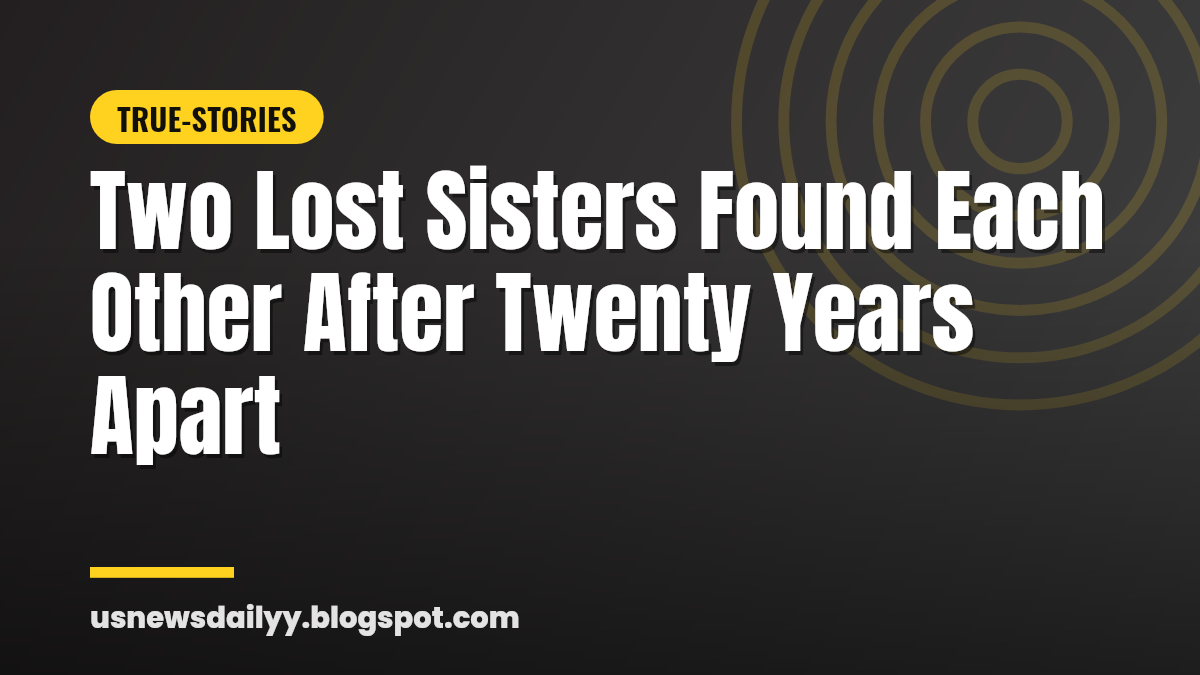 TRUE-STORIES
Two Lost Sisters Found Each
Other After Twenty Years
Apart
usnewsdailyy.blogspot.com